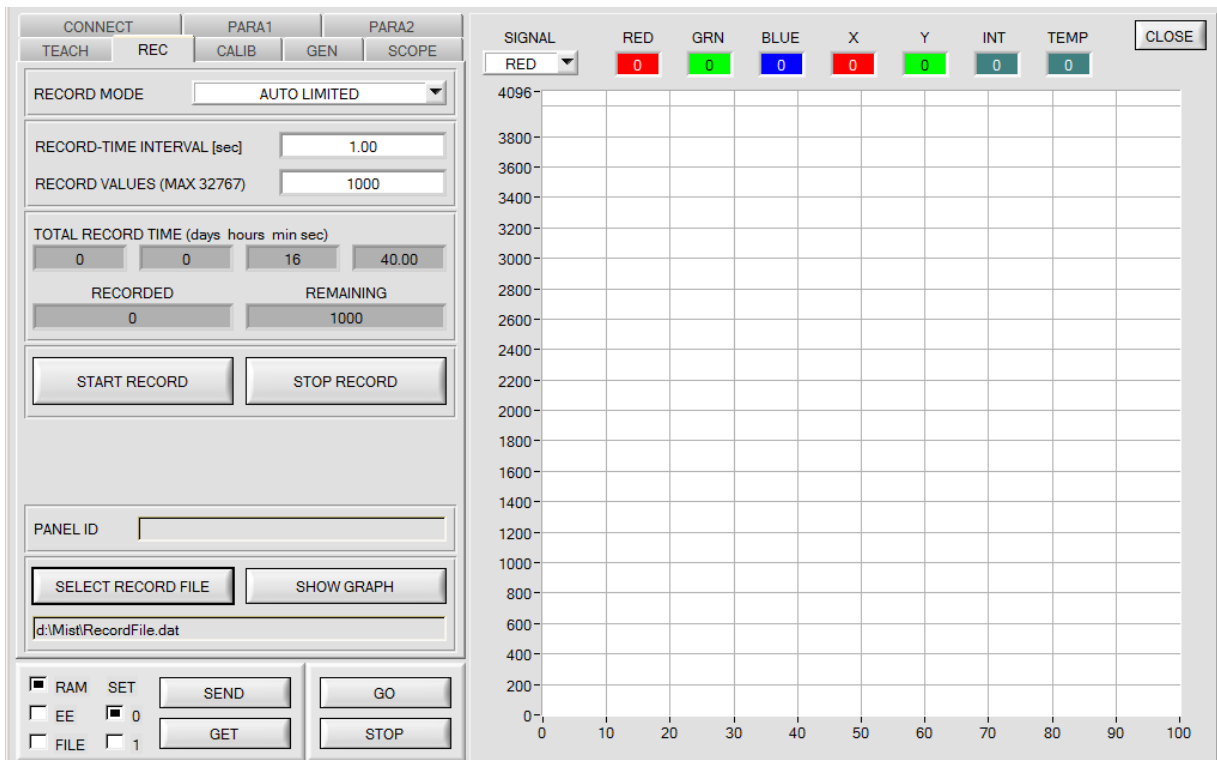 CONNECT PARA1 PARA2
TEACH REC CALIB GEN SCOPE
RECORD MODE AUTO LIMITED
RECORD-TIME INTERVAL [sec] 1.00
RECORD VALUES (MAX 32767) 1000
TOTAL RECORD TIME (days hours min sec)
0 0 16 40.00
RECORDED REMAINING
0 1000
START RECORD STOP RECORD
PANEL ID
SELECT RECORD FILE SHOW GRAPH
d:\Mist\RecordFile.dat
RAM SET SEND GO
EE 0
GET STOP
FILE 1
SIGNAL RED GRN BLUE X Y INT TEMP CLOSE
RED 0 0 0 0 0 0 0
4096
3800
3600
3400
3200
3000
2800
2600
2400
2200
2000
1800
1600
1400
1200
1000
800
600
400
200
0
0 10 20 30 40 50 60 70 80 90 100